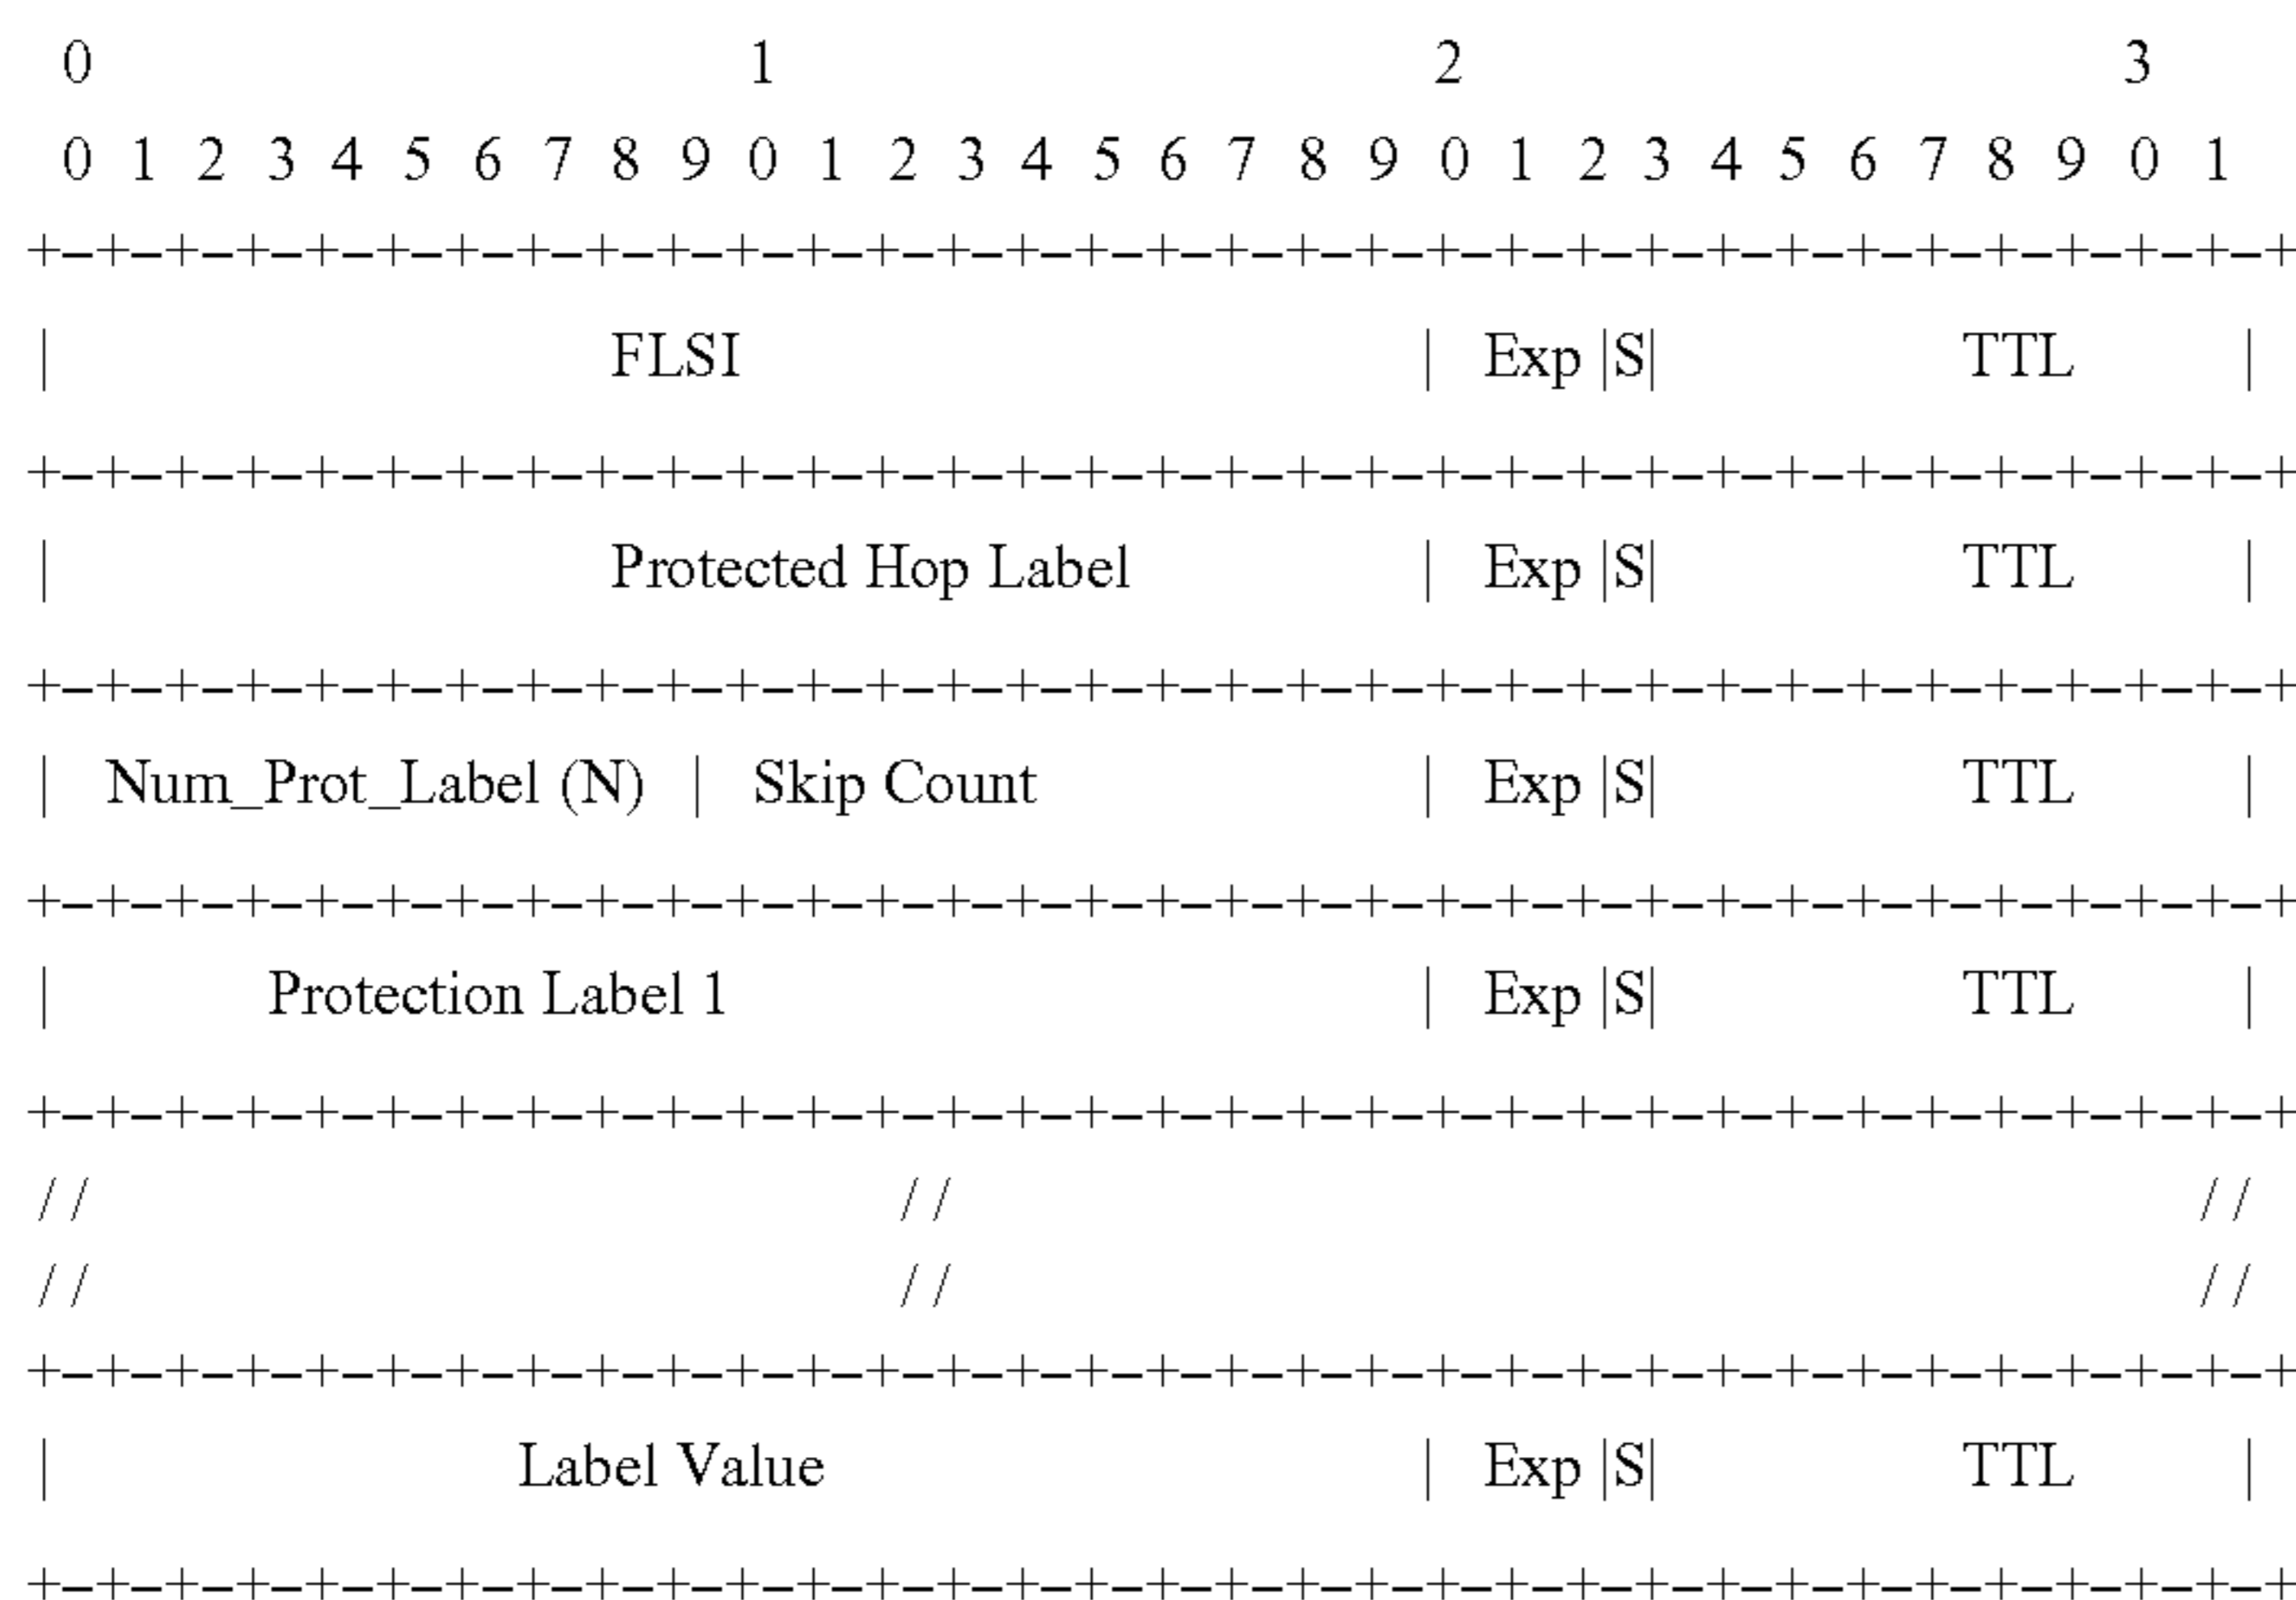 0 1 2 3
0 1 2 3 4 5 6 7 8 9 0 1 2 3 4 5 6 7 8 9 0 1 2 3 4 5 6 7 8 9 0 1
+-+-+-+-+-+-+-+-+-+-+-+-+-+-+-+-+-+-+-+-+-+-+-+-+-+-+-+-+-+-+-+-+
| FLSI | Exp |S| TTL |
+-+-+-+-+-+-+-+-+-+-+-+-+-+-+-+-+-+-+-+-+-+-+-+-+-+-+-+-+-+-+-+-+
| Protected Hop Label | Exp |S| TTL |
+-+-+-+-+-+-+-+-+-+-+-+-+-+-+-+-+-+-+-+-+-+-+-+-+-+-+-+-+-+-+-+-+
| Num_Prot_Label (N) | Skip Count | Exp |S| TTL |
+-+-+-+-+-+-+-+-+-+-+-+-+-+-+-+-+-+-+-+-+-+-+-+-+-+-+-+-+-+-+-+-+
| Protection Label 1 | Exp |S| TTL |
+-+-+-+-+-+-+-+-+-+-+-+-+-+-+-+-+-+-+-+-+-+-+-+-+-+-+-+-+-+-+-+-+
// // //
// // //
+-+-+-+-+-+-+-+-+-+-+-+-+-+-+-+-+-+-+-+-+-+-+-+-+-+-+-+-+-+-+-+-+
| Label Value | Exp |S| TTL |
+-+-+-+-+-+-+-+-+-+-+-+-+-+-+-+-+-+-+-+-+-+-+-+-+-+-+-+-+-+-+-+-+